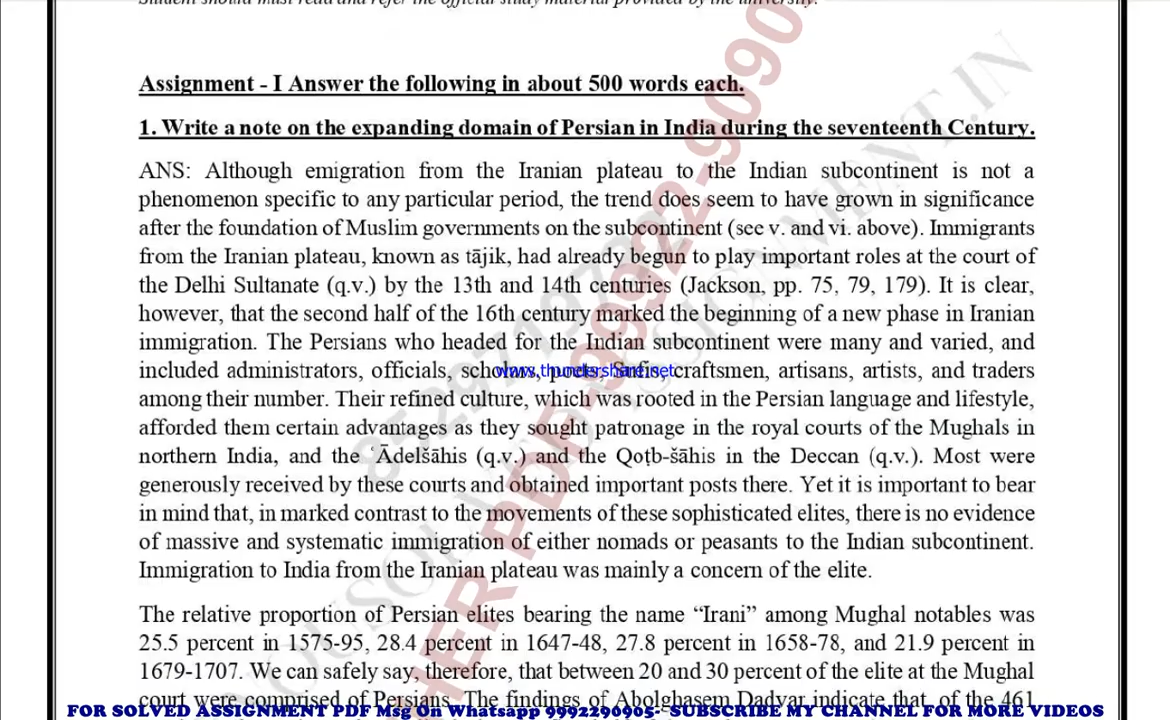 Student should must read and refer the official study material provided by the university.
Assignment - I Answer the following in about 500 words each.
1. Write a note on the expanding domain of Persian in India during the seventeenth Century.
ANS: Although emigration from the Iranian plateau to the Indian subcontinent is not a
phenomenon specific to any particular period, the trend does seem to have grown in significance
after the foundation of Muslim governments on the subcontinent (see v. and vi. above). Immigrants
from the Iranian plateau, known as tājik, had already begun to play important roles at the court of
the Delhi Sultanate (q.v.) by the 13th and 14th centuries (Jackson, pp. 75, 79, 179). It is clear,
however, that the second half of the 16th century marked the beginning of a new phase in Iranian
immigration. The Persians who headed for the Indian subcontinent were many and varied, and
included administrators, officials, scholars, poets, Sufis, craftsmen, artisans, artists, and traders
www.thundershare.net
among their number. Their refined culture, which was rooted in the Persian language and lifestyle,
afforded them certain advantages as they sought patronage in the royal courts of the Mughals in
northern India, and the ʿĀdelšāhis (q.v.) and the Qoṭb-šāhis in the Deccan (q.v.). Most were
generously received by these courts and obtained important posts there. Yet it is important to bear
in mind that, in marked contrast to the movements of these sophisticated elites, there is no evidence
of massive and systematic immigration of either nomads or peasants to the Indian subcontinent.
Immigration to India from the Iranian plateau was mainly a concern of the elite.
The relative proportion of Persian elites bearing the name “Irani” among Mughal notables was
25.5 percent in 1575-95, 28.4 percent in 1647-48, 27.8 percent in 1658-78, and 21.9 percent in
1679-1707. We can safely say, therefore, that between 20 and 30 percent of the elite at the Mughal
court were comprised of Persians. The findings of Abolghasem Dadvar indicate that, of the 461
FOR SOLVED ASSIGNMENT PDF Msg On Whatsapp 9992290905- SUBSCRIBE MY CHANNEL FOR MORE VIDEOS